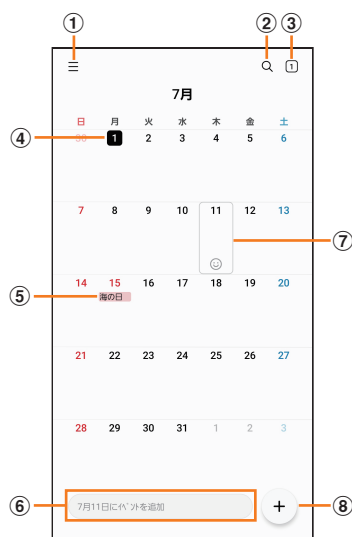 ① ② ③
1
7月
日 月 火 水 木 金 土
④ 30 1 2 3 4 5 6
7 8 9 10 11 12 13
⑦
14 15 16 17 18 19 20
⑤ 海の日
21 22 23 24 25 26 27
28 29 30 31 1 2 3
⑥ 7月11日にイベントを追加 + ⑧